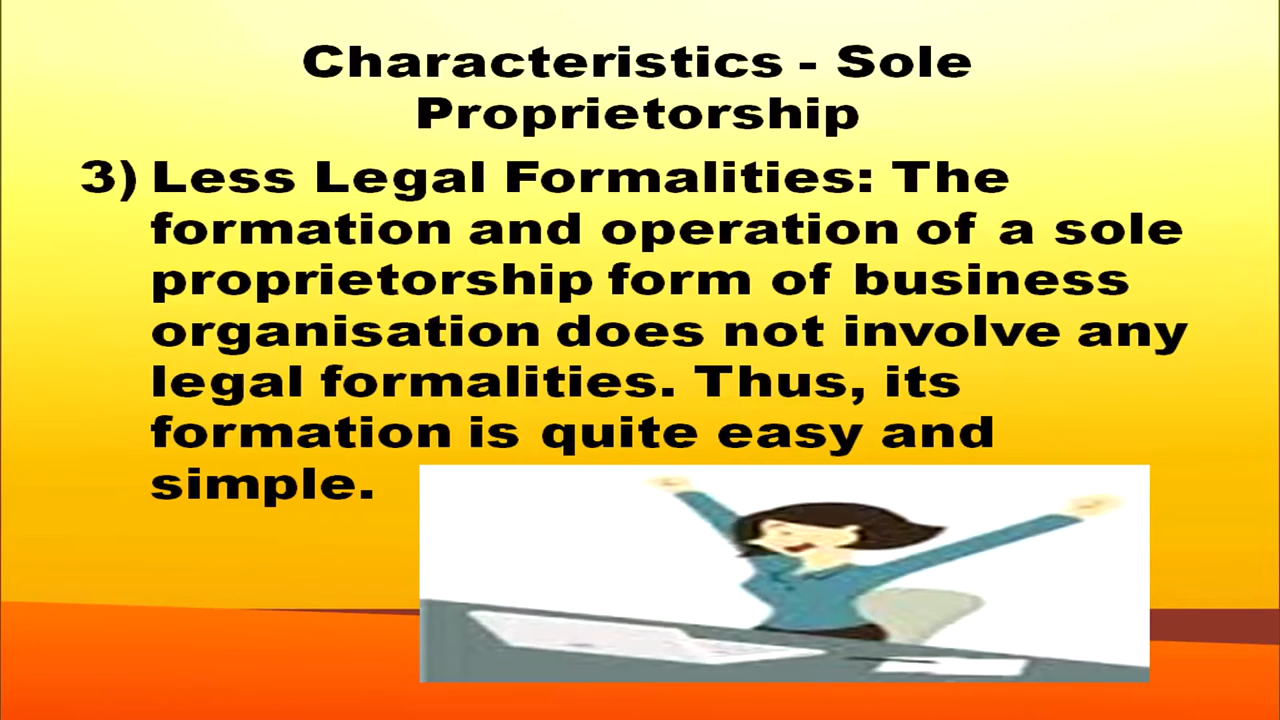 Characteristics - Sole
Proprietorship
3) Less Legal Formalities: The
formation and operation of a sole
proprietorship form of business
organisation does not involve any
legal formalities. Thus, its
formation is quite easy and
simple.